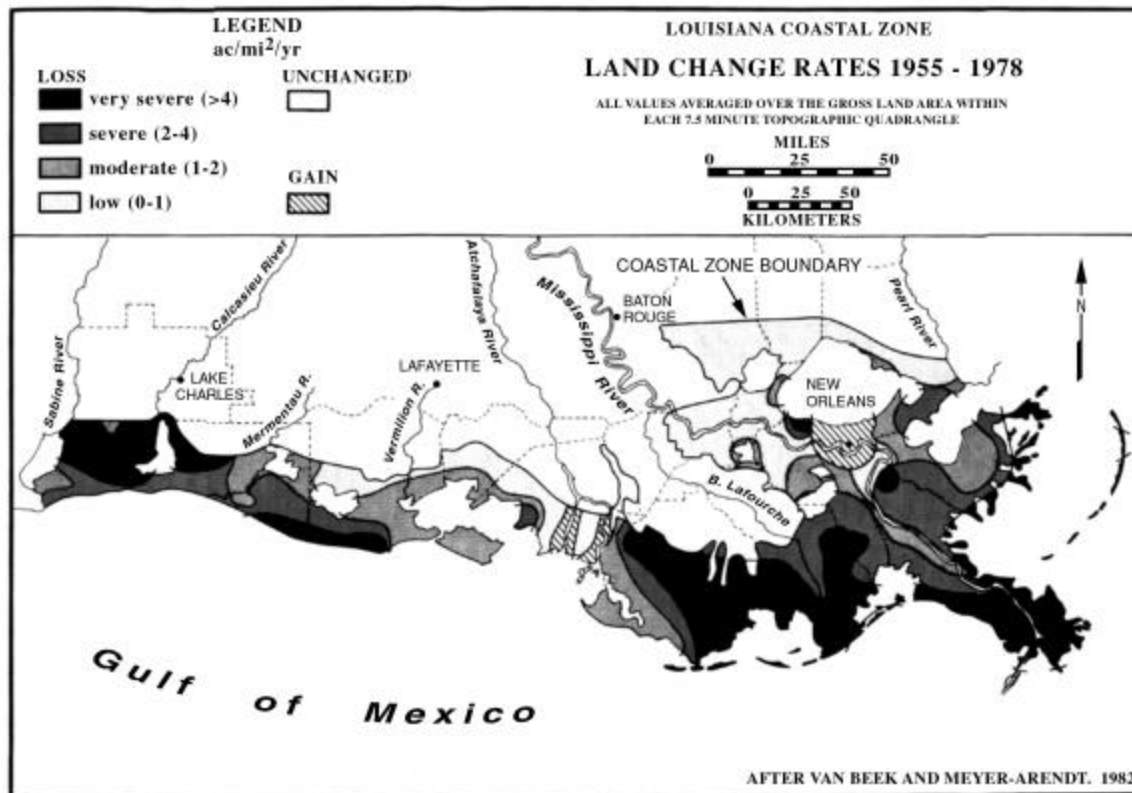 LEGEND
ac/mi²/yr
LOSS
very severe (>4)
severe (2-4)
moderate (1-2)
low (0-1)
UNCHANGED
GAIN
LOUISIANA COASTAL ZONE
LAND CHANGE RATES 1955 - 1978
ALL VALUES AVERAGED OVER THE GROSS LAND AREA WITHIN
EACH 7.5 MINUTE TOPOGRAPHIC QUADRANGLE
MILES
0 25 50
0 25 50
KILOMETERS
Sabine River
Calcasieu River
LAKE
CHARLES
Mermentau R.
Vermilion R.
LAFAYETTE
Atchafalaya River
Mississippi River
BATON
ROUGE
COASTAL ZONE BOUNDARY
Pearl River
N
NEW
ORLEANS
B. Lafourche
Gulf of Mexico
AFTER VAN BEEK AND MEYER-ARENDT. 1982